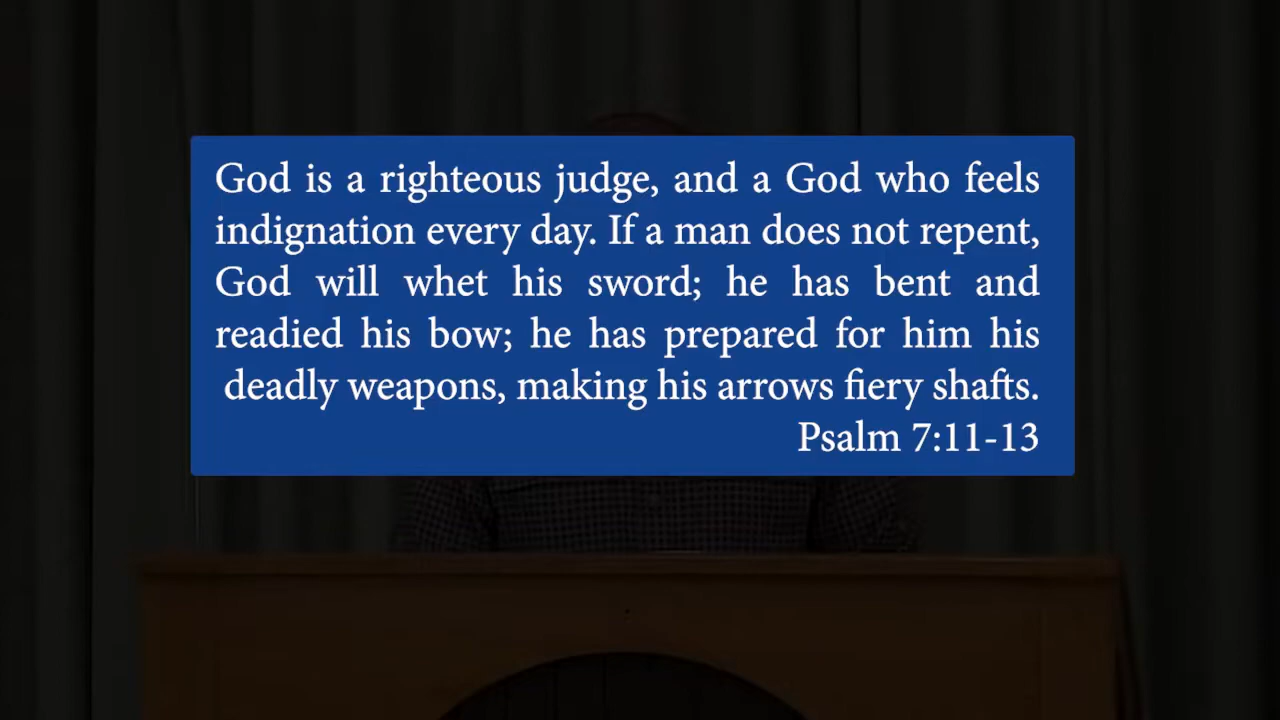 God is a righteous judge, and a God who feels
indignation every day. If a man does not repent,
God will whet his sword; he has bent and
readied his bow; he has prepared for him his
deadly weapons, making his arrows fiery shafts.
Psalm 7:11-13